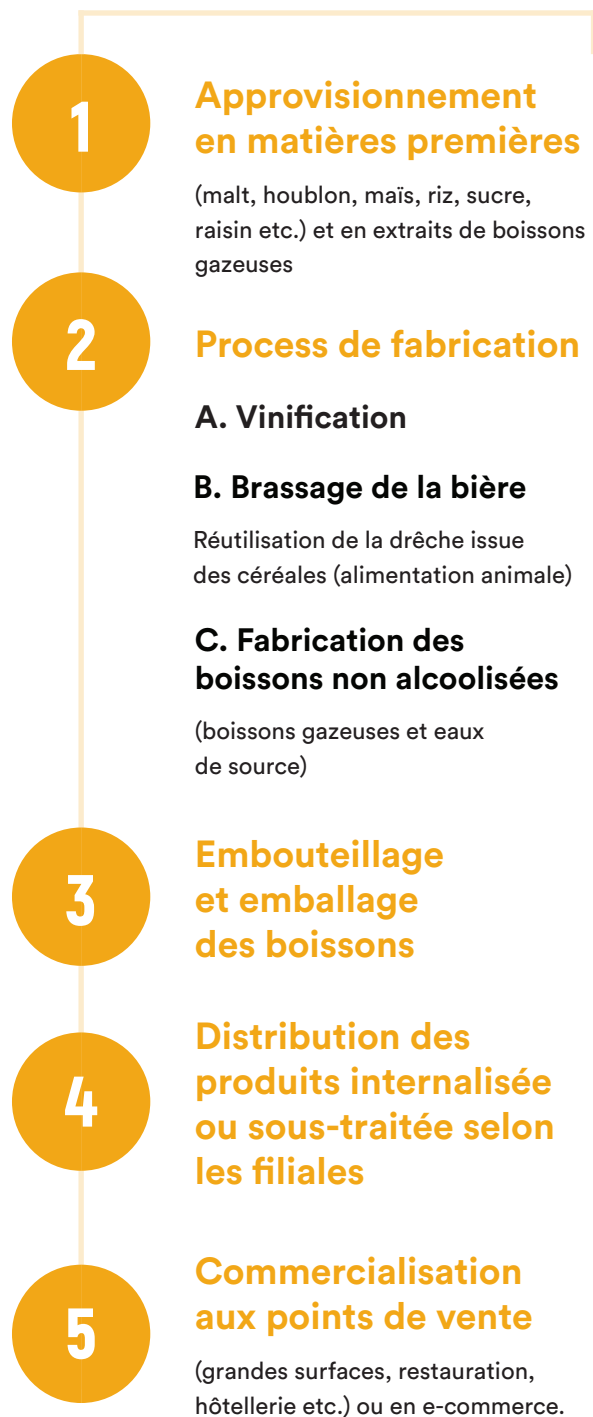 1
Approvisionnement
en matières premières
(malt, houblon, maïs, riz, sucre,
raisin etc.) et en extraits de boissons
gazeuses
2
Process de fabrication
A. Vinification
B. Brassage de la bière
Réutilisation de la drêche issue
des céréales (alimentation animale)
C. Fabrication des
boissons non alcoolisées
(boissons gazeuses et eaux
de source)
3
Embouteillage
et emballage
des boissons
4
Distribution des
produits internalisée
ou sous-traitée selon
les filiales
5
Commercialisation
aux points de vente
(grandes surfaces, restauration,
hôtellerie etc.) ou en e-commerce.